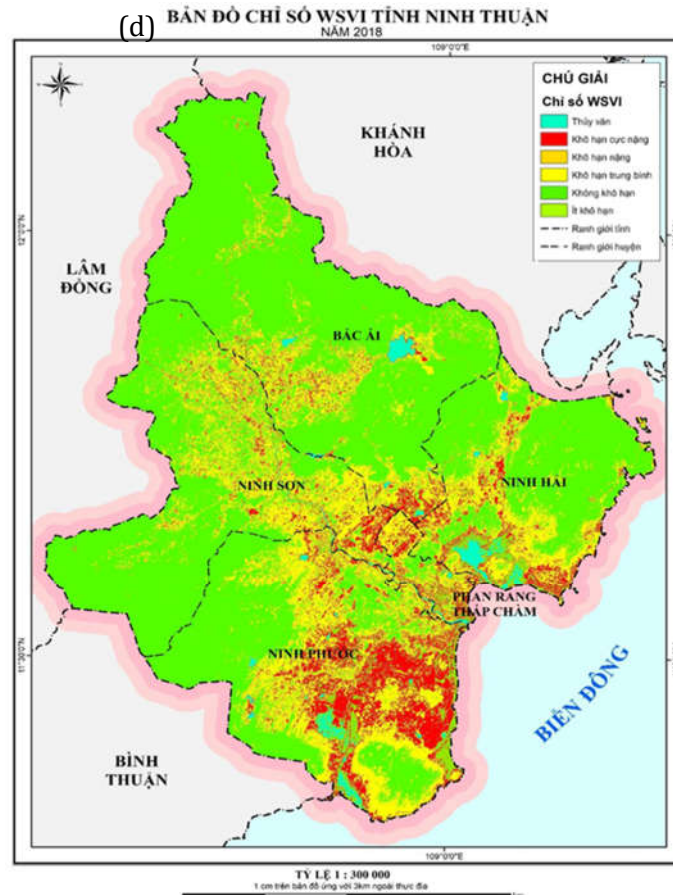 (d)
BẢN ĐỒ CHỈ SỐ WSVI TỈNH NINH THUẬN
NĂM 2018
109°0'0"E
CHÚ GIẢI
Chỉ số WSVI
Thủy văn
Khô hạn cực nặng
Khô hạn nặng
Khô hạn trung bình
Không khô hạn
Ít khô hạn
Ranh giới tỉnh
Ranh giới huyện
KHÁNH
HÒA
12°0'0"N
LÂM
ĐỒNG
BÁC ÁI
NINH SƠN
NINH HẢI
PHAN RANG
THÁP CHÀM
NINH PHƯỚC
11°30'0"N
BIỂN ĐÔNG
BÌNH
THUẬN
109°0'0"E
TỶ LỆ 1 : 300 000
1 cm trên bản đồ ứng với 3km ngoài thực địa